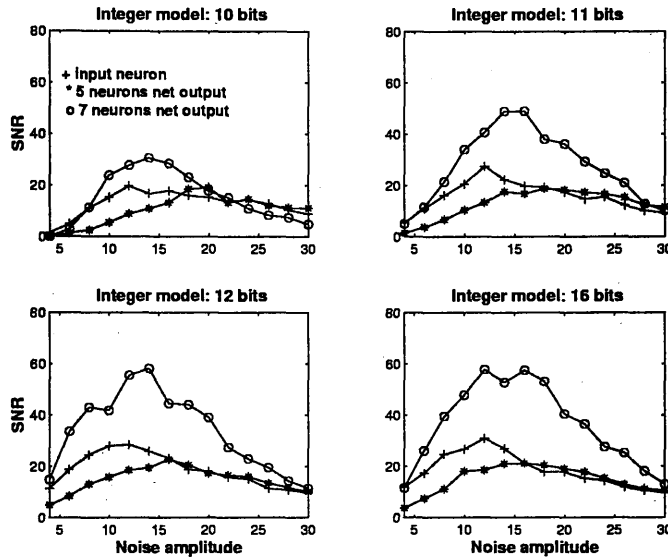 Integer model: 10 bits
80
60
40
20
0
SNR
+ Input neuron
* 5 neurons net output
o 7 neurons net output
5 10 15 20 25 30
Integer model: 11 bits
80
60
40
20
0
5 10 15 20 25 30
Integer model: 12 bits
80
60
40
20
0
SNR
5 10 15 20 25 30
Noise amplitude
Integer model: 16 bits
80
60
40
20
0
5 10 15 20 25 30
Noise amplitude